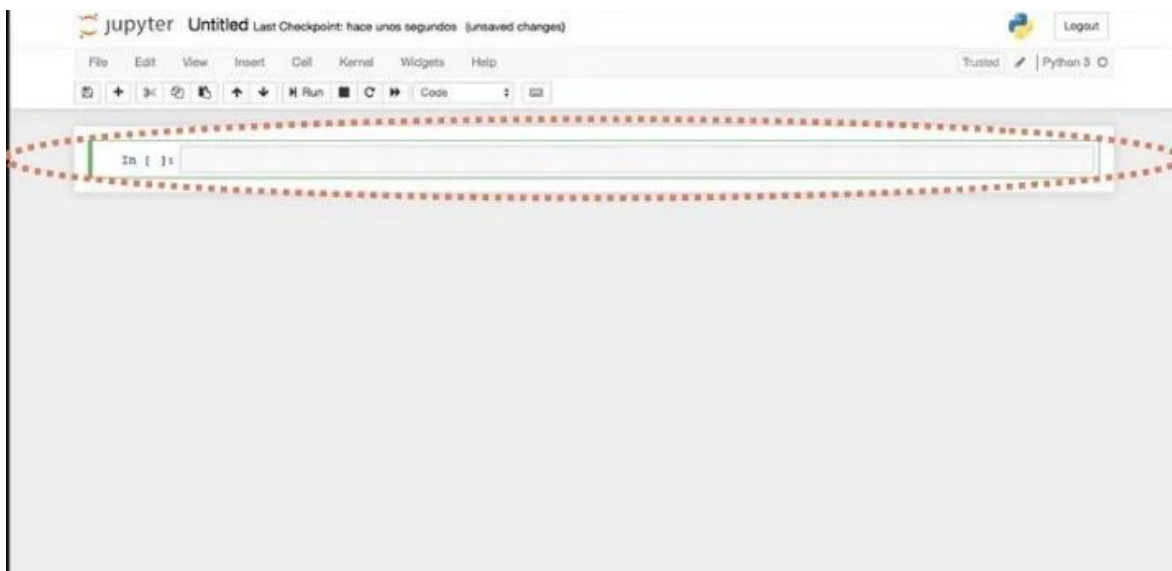 jupyter Untitled Last Checkpoint: hace unos segundos (unsaved changes) Logout
File Edit View Insert Cell Kernel Widgets Help Trusted Python 3
Run Code
In [ ]: